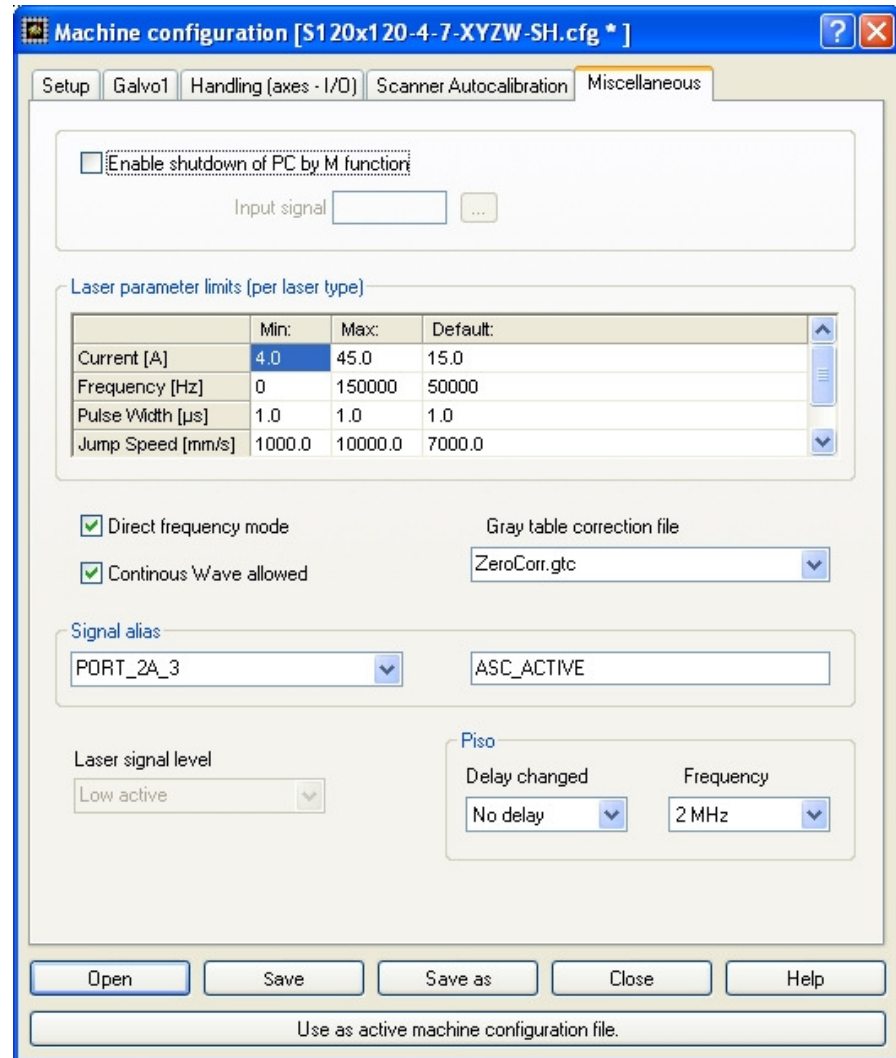 Machine configuration [S120x120-4-7-XYZW-SH.cfg * ]
Setup Galvo1 Handling (axes - I/O) Scanner Autocalibration Miscellaneous
Enable shutdown of PC by M function
Input signal ...
Laser parameter limits (per laser type)
Min: Max: Default:
Current [A] 4.0 45.0 15.0
Frequency [Hz] 0 150000 50000
Pulse Width [µs] 1.0 1.0 1.0
Jump Speed [mm/s] 1000.0 10000.0 7000.0
Direct frequency mode Gray table correction file
Continous Wave allowed ZeroCorr.gtc
Signal alias
PORT_2A_3 ASC_ACTIVE
Piso
Laser signal level Delay changed Frequency
Low active No delay 2 MHz
Open Save Save as Close Help
Use as active machine configuration file.